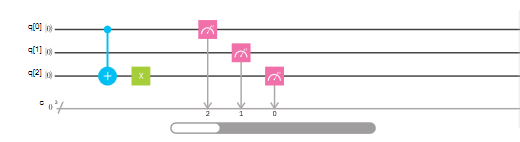 q[0] |0⟩
q[1] |0⟩
q[2] |0⟩ + X
c 0 3
2 1 0